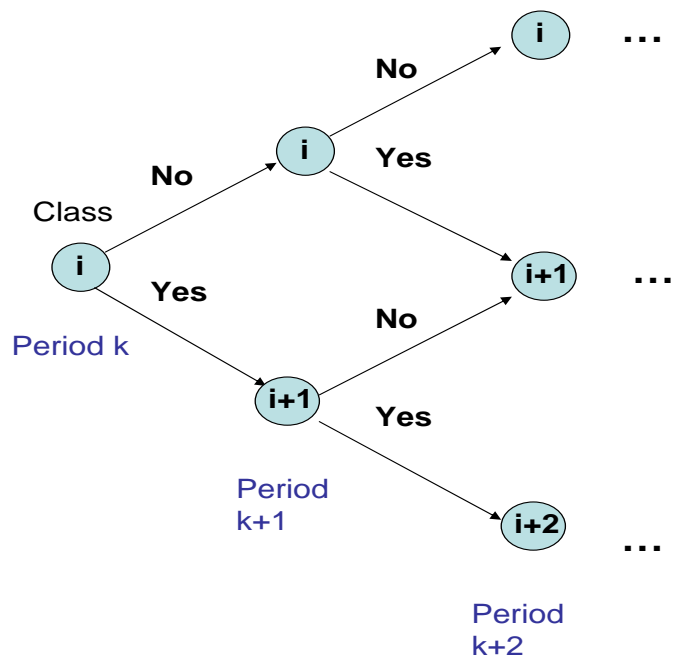 i ...
No
i
Yes
No
Class
i
Yes
i+1 ...
No
Period k
i+1
Yes
Period
k+1
i+2
...
Period
k+2